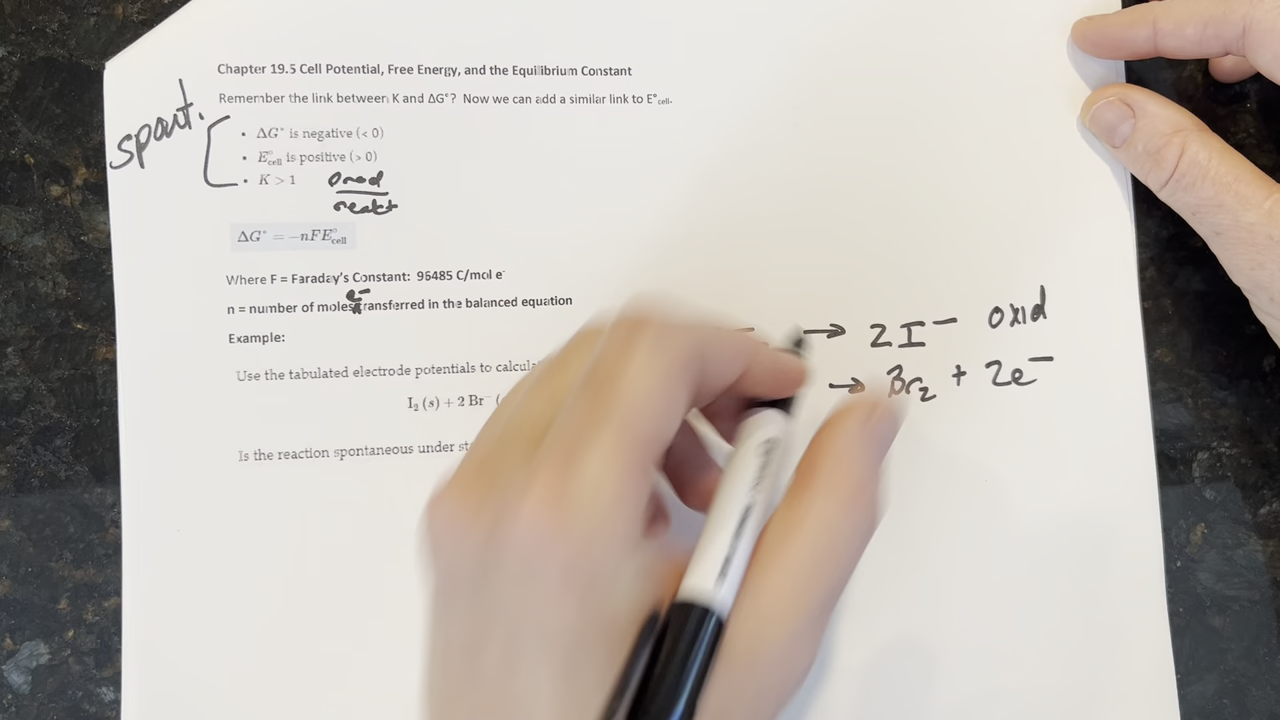 Chapter 19.5 Cell Potential, Free Energy, and the Equilibrium Constant
Remember the link between K and ΔG°? Now we can add a similar link to E°cell.
spont.
• ΔG° is negative (< 0)
• E°cell is positive (> 0)
• K > 1 prod
react
ΔG° = −nFE°cell
Where F = Faraday's Constant: 96485 C/mol e-
e−
n = number of moles transferred in the balanced equation
Example:
→ 2I− oxid
Use the tabulated electrode potentials to
→ Br2 + 2e−
I2 (s) + 2 Br−
Is the reaction spontaneous under